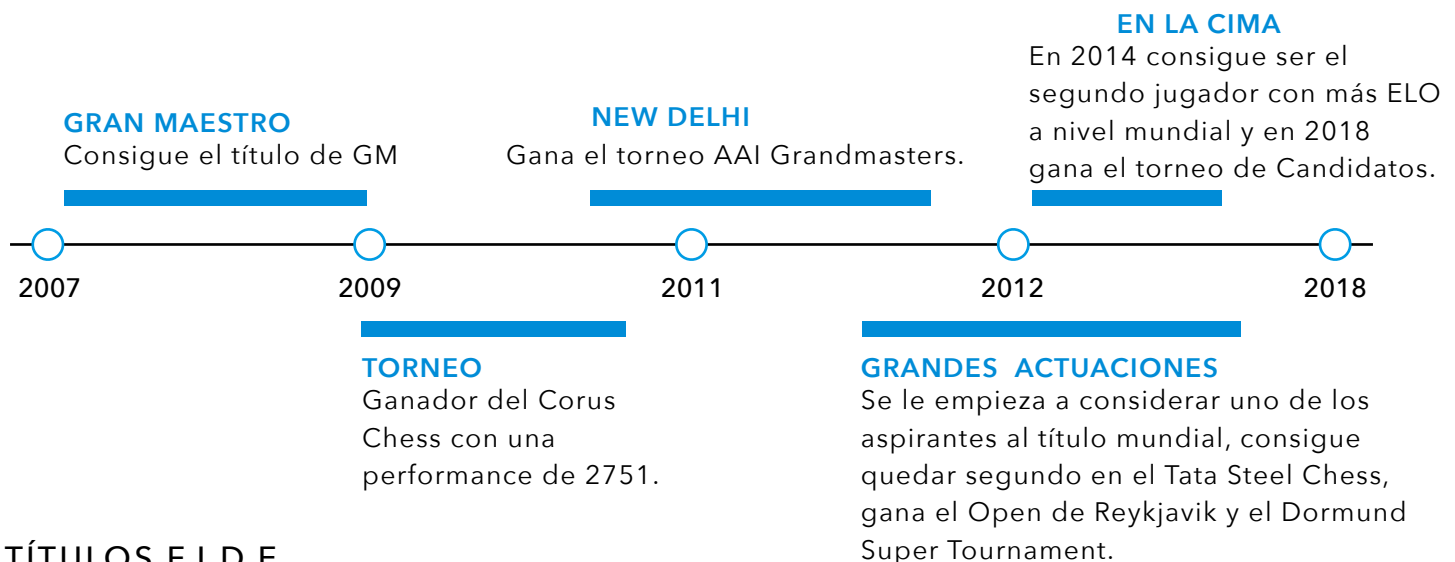 EN LA CIMA
En 2014 consigue ser el
segundo jugador con más ELO
a nivel mundial y en 2018
gana el torneo de Candidatos.
GRAN MAESTRO
Consigue el título de GM
NEW DELHI
Gana el torneo AAI Grandmasters.
2007
2009
2011
2012
2018
TORNEO
Ganador del Corus
Chess con una
performance de 2751.
GRANDES ACTUACIONES
Se le empieza a considerar uno de los
aspirantes al título mundial, consigue
quedar segundo en el Tata Steel Chess,
gana el Open de Reykjavik y el Dormund
Super Tournament.
TÍTULOS F.I.D.E